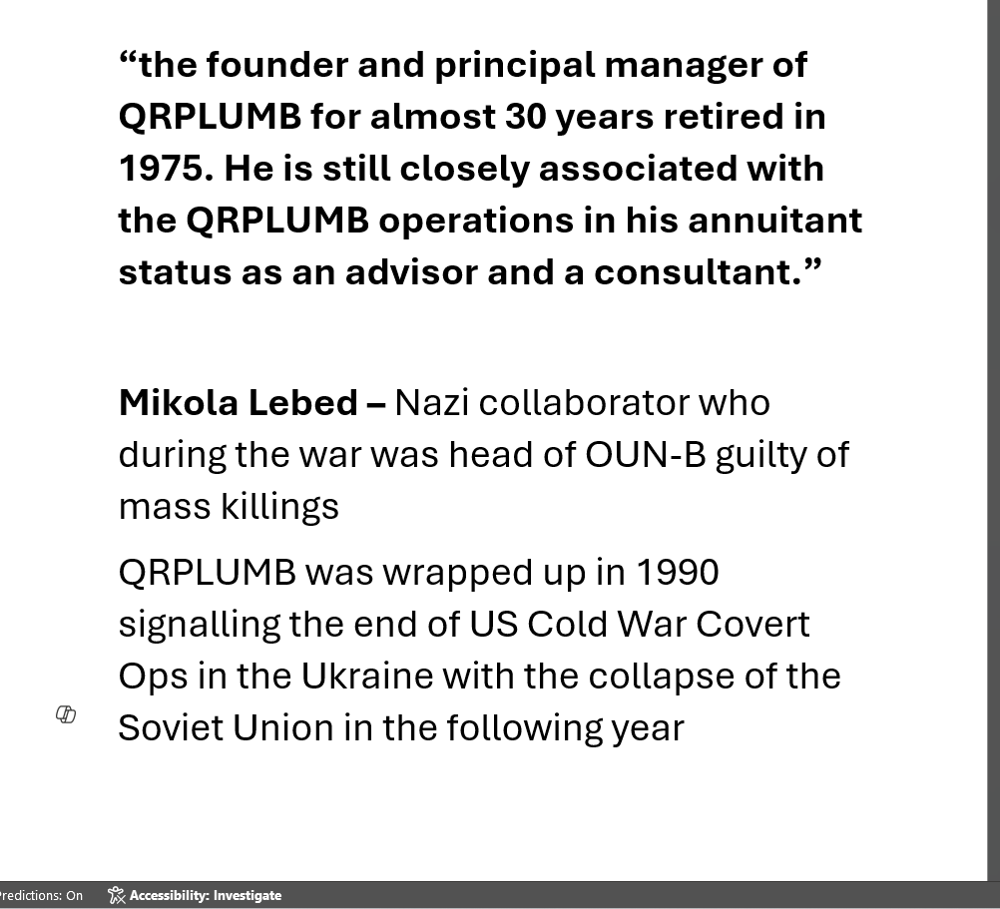 “the founder and principal manager of
QRPLUMB for almost 30 years retired in
1975. He is still closely associated with
the QRPLUMB operations in his annuitant
status as an advisor and a consultant.”
Mikola Lebed – Nazi collaborator who
during the war was head of OUN-B guilty of
mass killings
QRPLUMB was wrapped up in 1990
signalling the end of US Cold War Covert
Ops in the Ukraine with the collapse of the
Soviet Union in the following year
redictions: On Accessibility: Investigate